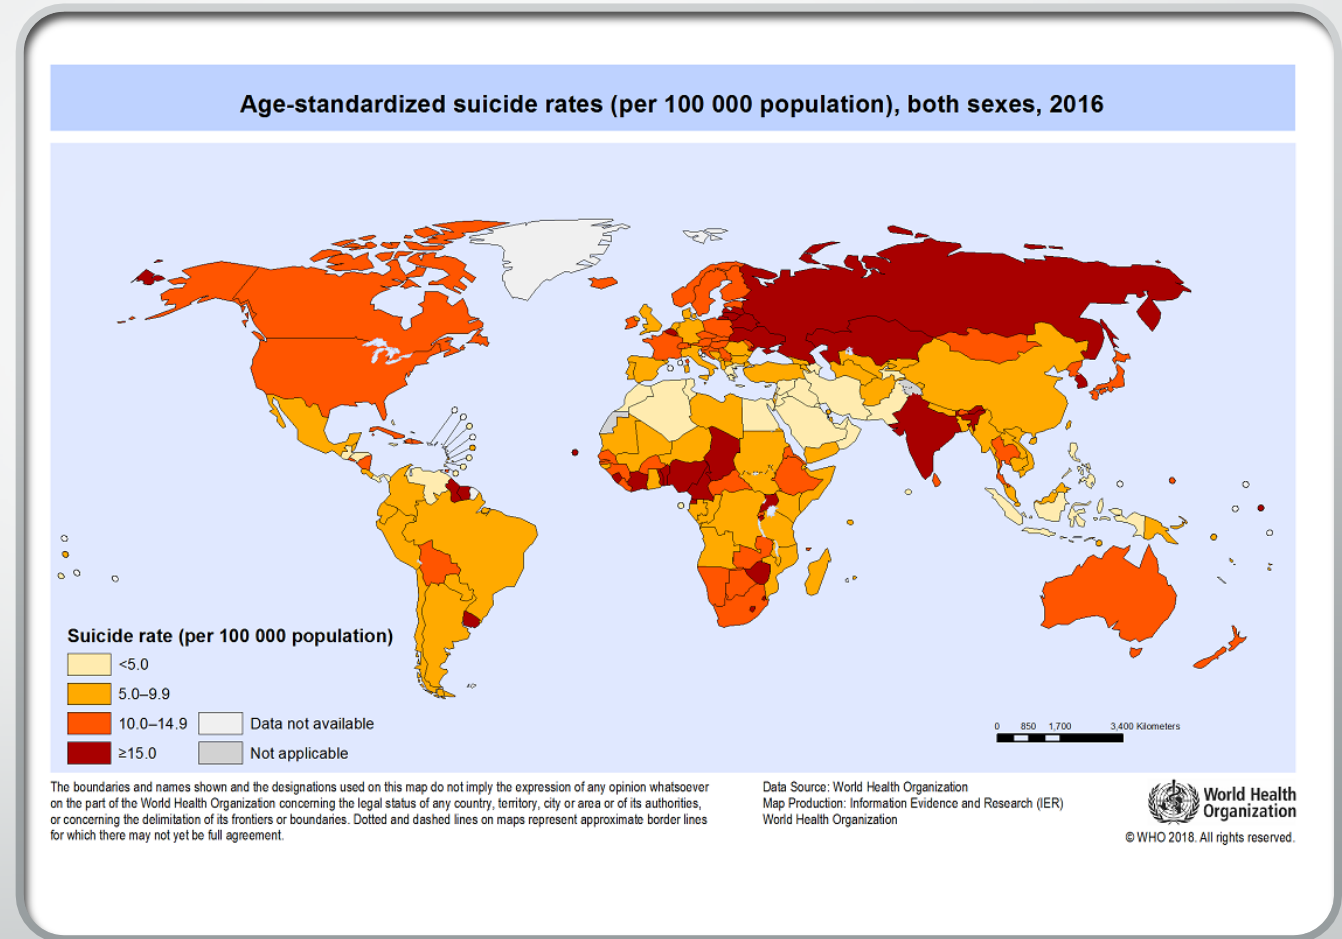 Age-standardized suicide rates (per 100 000 population), both sexes, 2016
Suicide rate (per 100 000 population)
<5.0
5.0–9.9
10.0–14.9
≥15.0
Data not available
Not applicable
0 850 1,700 3,400 Kilometers
The boundaries and names shown and the designations used on this map do not imply the expression of any opinion whatsoever
on the part of the World Health Organization concerning the legal status of any country, territory, city or area or of its authorities,
or concerning the delimitation of its frontiers or boundaries. Dotted and dashed lines on maps represent approximate border lines
for which there may not yet be full agreement.
Data Source: World Health Organization
Map Production: Information Evidence and Research (IER)
World Health Organization
World Health
Organization
© WHO 2018. All rights reserved.